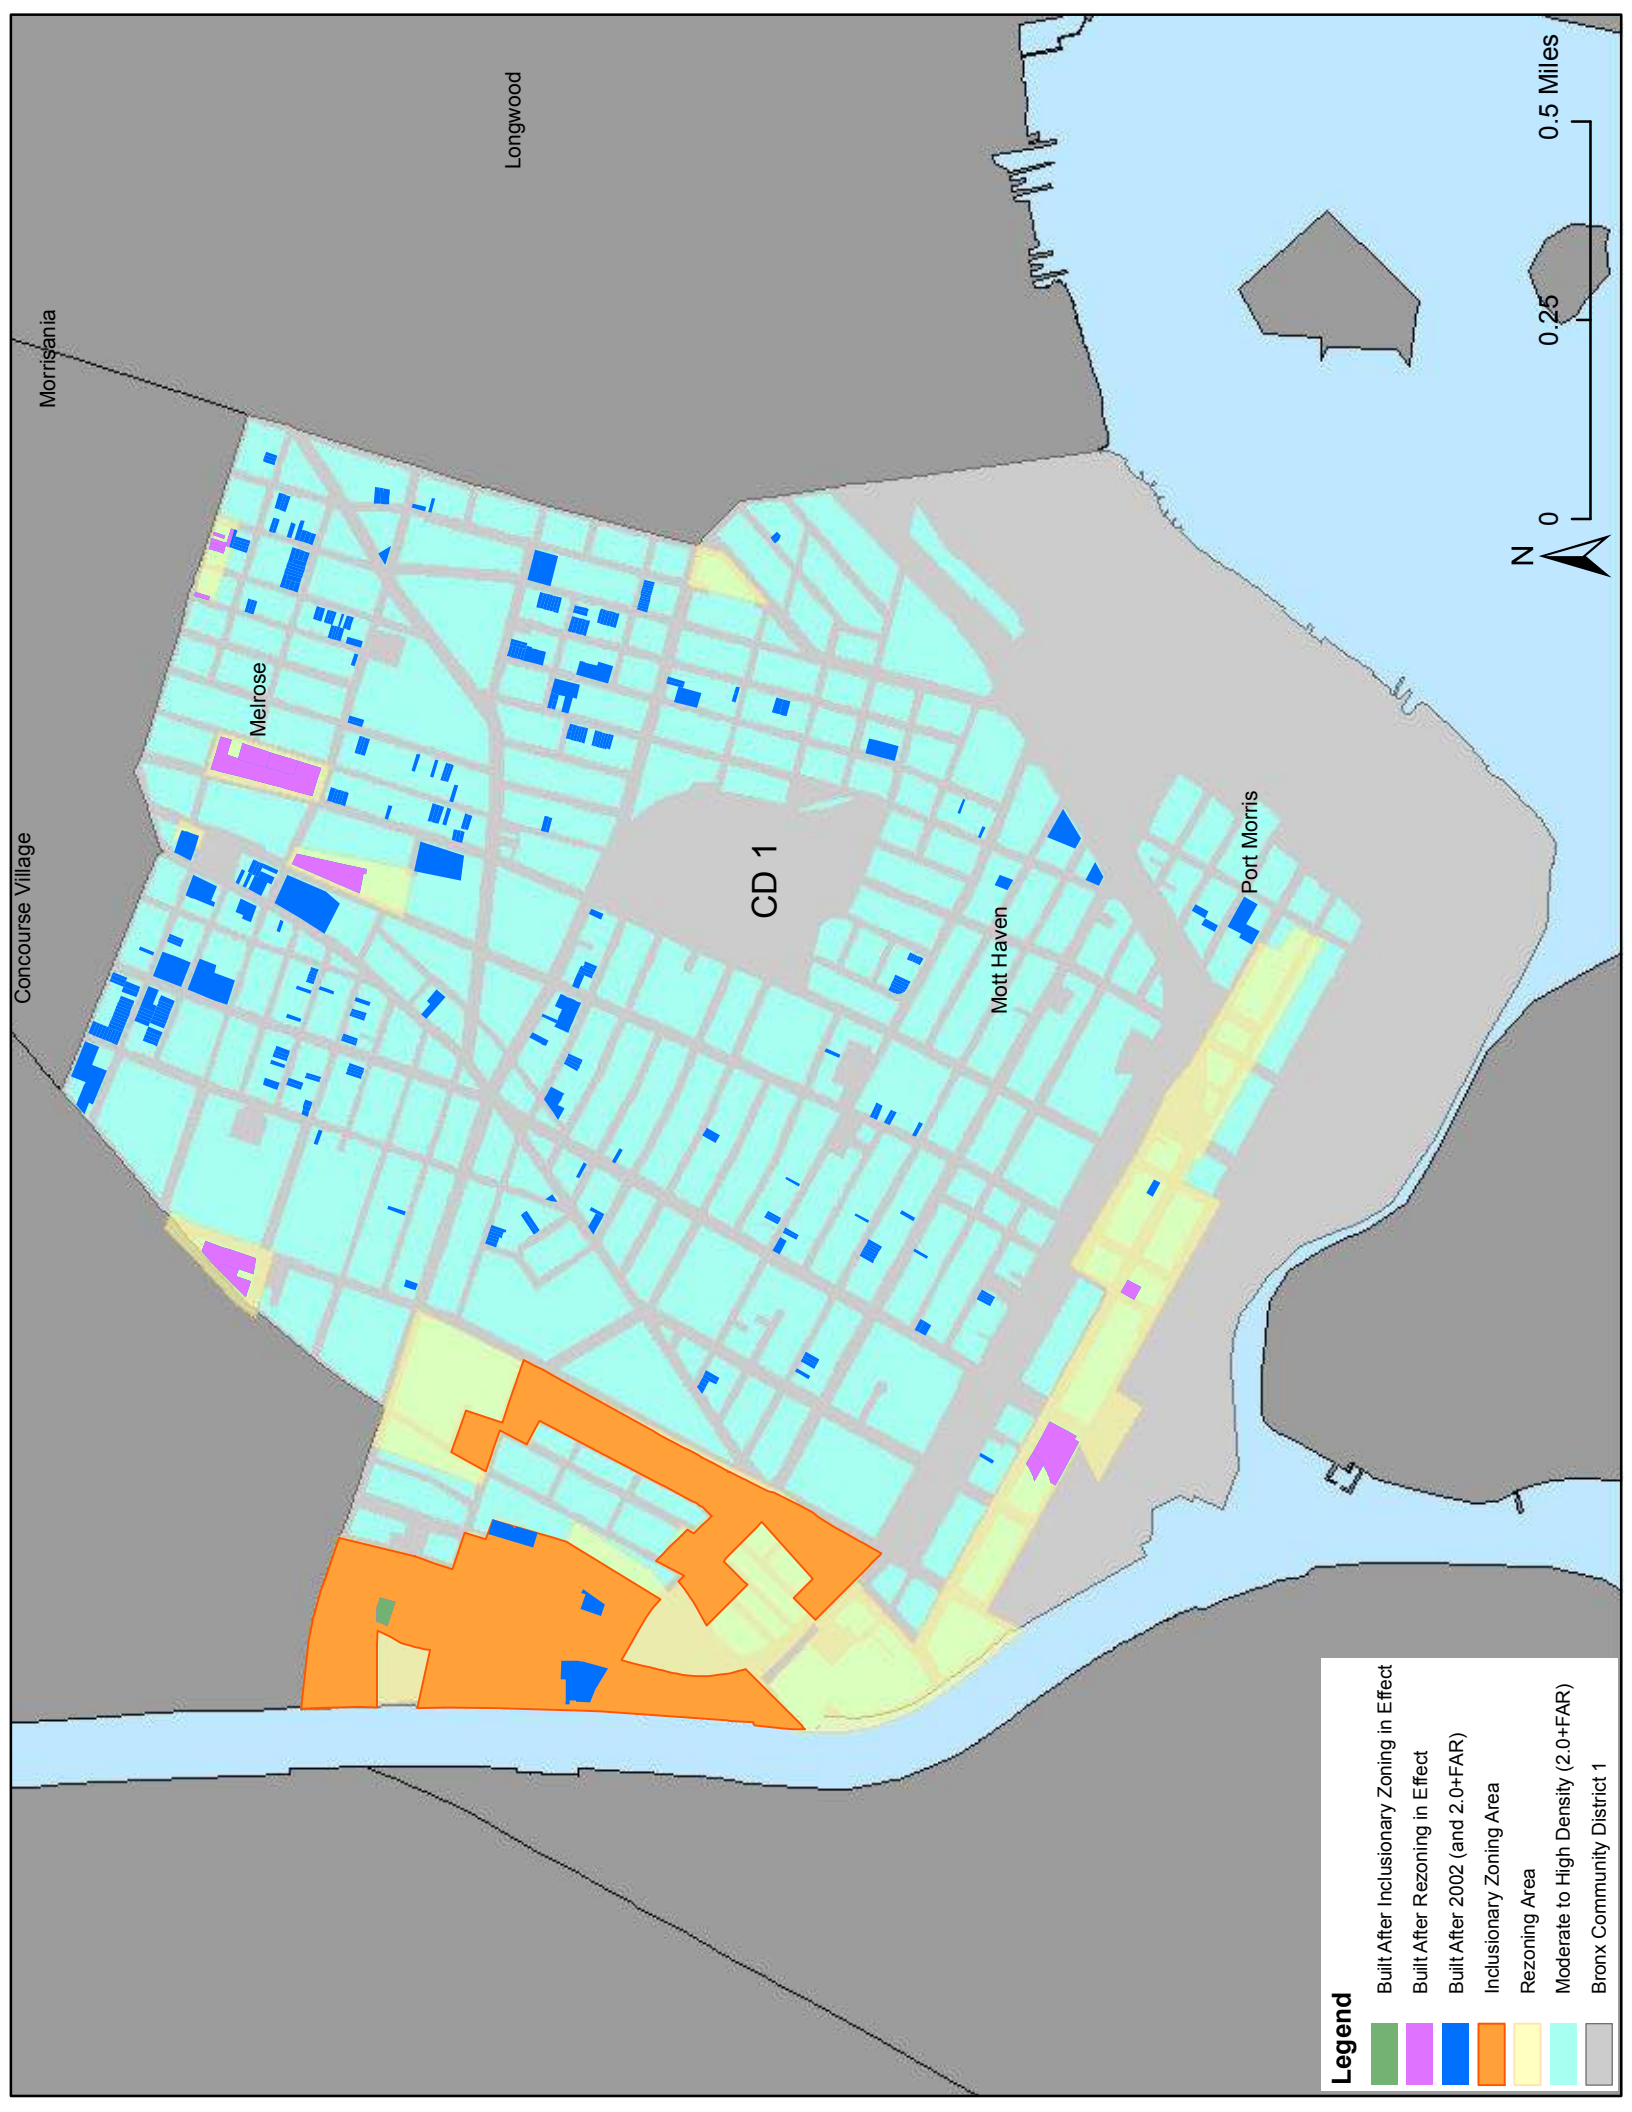 Concourse Village
Morrisania
Longwood
Melrose
CD 1
Mott Haven
Port Morris
N
0 0.25 0.5 Miles
Legend
Built After Inclusionary Zoning in Effect
Built After Rezoning in Effect
Built After 2002 (and 2.0+FAR)
Inclusionary Zoning Area
Rezoning Area
Moderate to High Density (2.0+FAR)
Bronx Community District 1